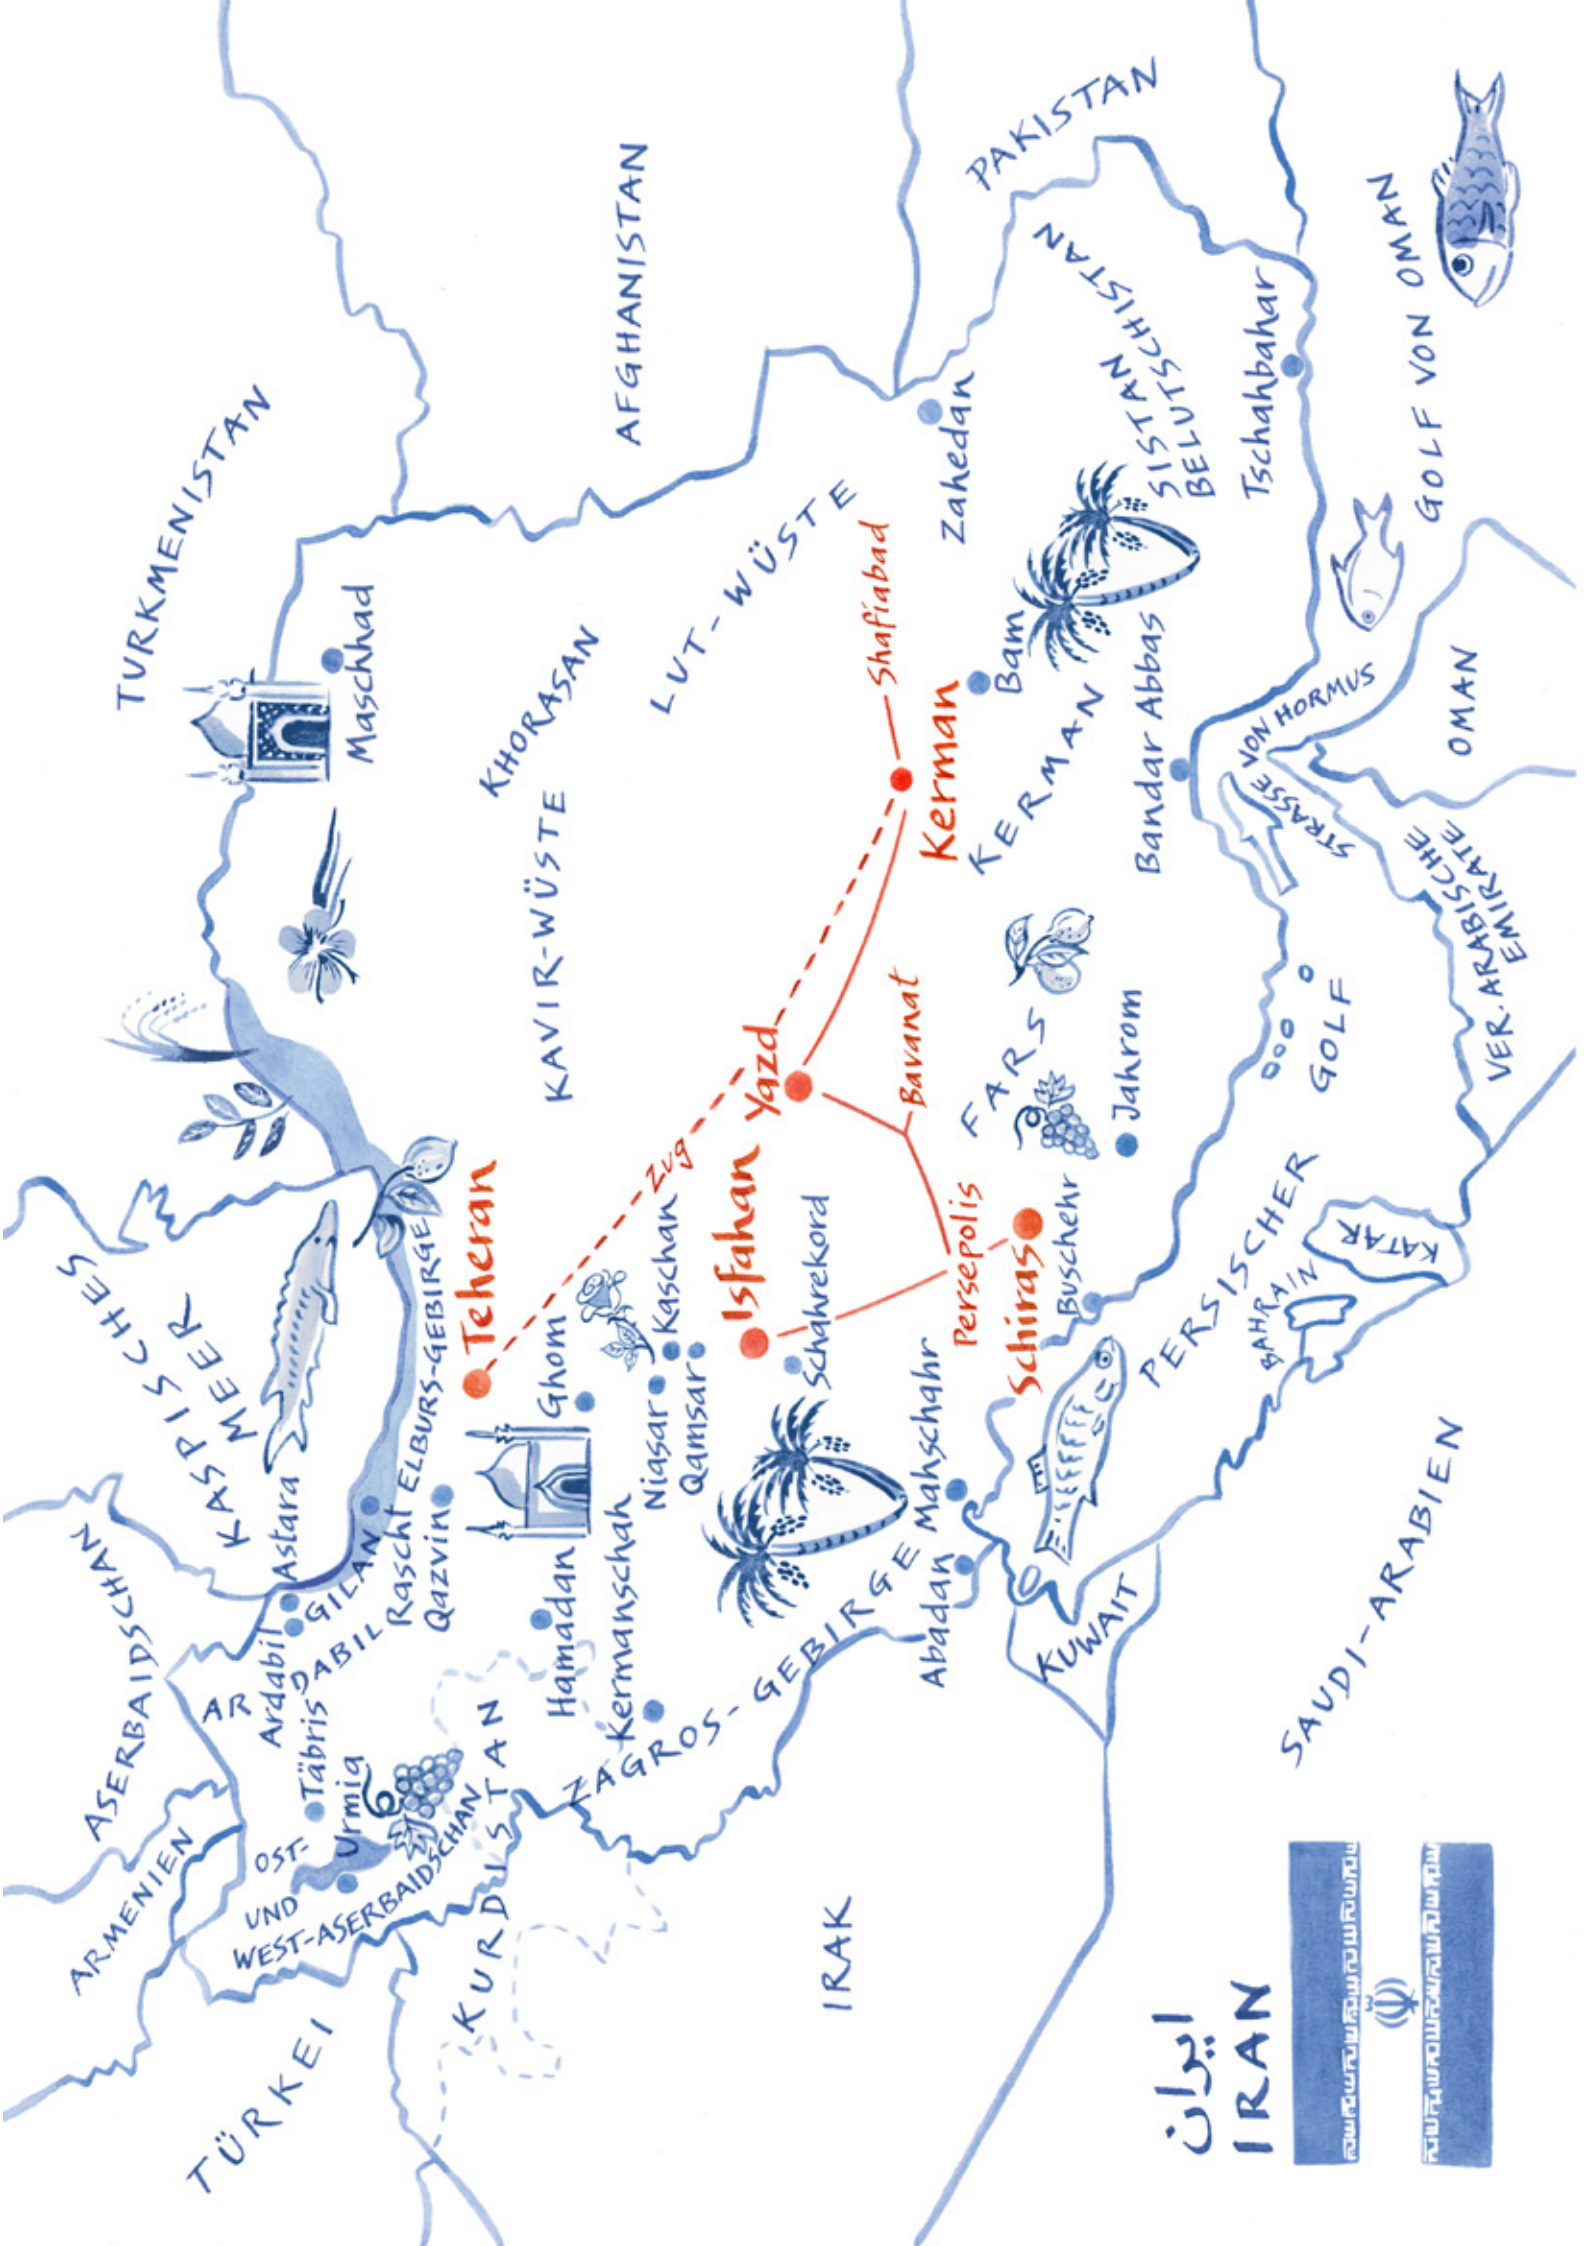 TÜRKEI
ARMENIEN
ASERBAIDSCHAN
KASPISCHES
MEER
TURKMENISTAN
AFGHANISTAN
PAKISTAN
OST-
UND
WEST-ASERBAIDSCHAN
Urmia
Täbris
Ardabil
ARDABIL
Astara
GILAN
Rascht
Qazvin
ELBURS-GEBIRGE
Teheran
Maschhad
KHORASAN
KAVIR-WÜSTE
LUT-WÜSTE
KURDISTAN
Hamadan
Kermanschah
Ghom
Zug
Niasar
Kaschan
Qamsar
Isfahan
Schahrekord
Yazd
Bavanat
Kerman
Shafiabad
ZAGROS-GEBIRGE
IRAK
Abadan
Mahschahr
Persepolis
Schiras
Buschehr
FARS
Jahrom
KERMAN
Bam
Zahedan
SISTAN
BELUTSCHISTAN
Bandar Abbas
Tschahbahar
KUWAIT
PERSISCHER
GOLF
STRASSE VON HORMUS
GOLF VON OMAN
BAHRAIN
KATAR
VER. ARABISCHE
EMIRATE
OMAN
SAUDI-ARABIEN
ایران
IRAN